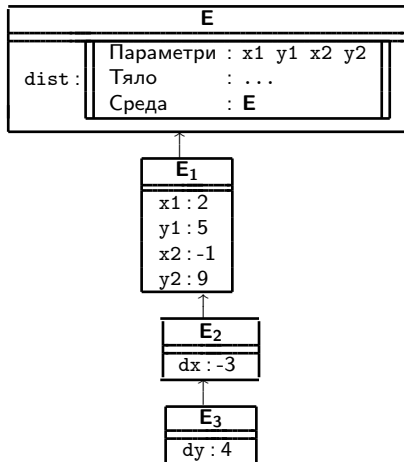 E
Параметри : x1 y1 x2 y2
dist : Тяло : ...
Среда : E
E1
x1 : 2
y1 : 5
x2 : -1
y2 : 9
E2
dx : -3
E3
dy : 4